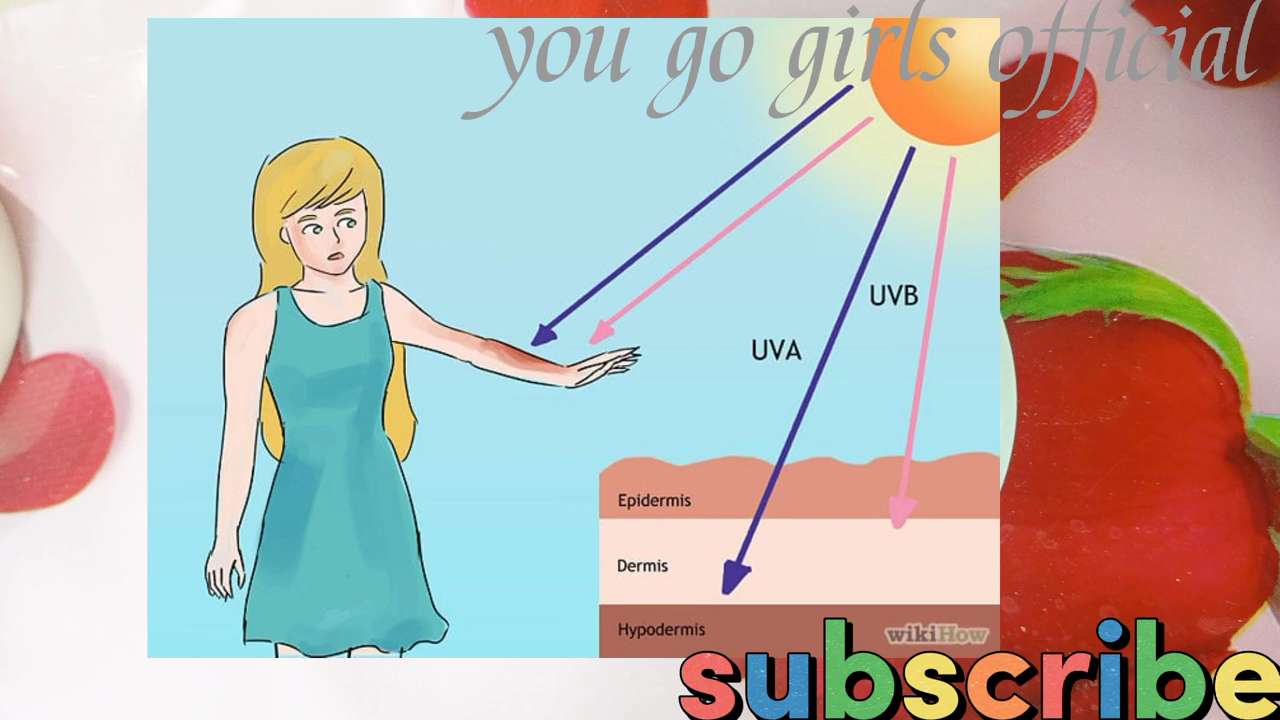 you go girls official
UVB
UVA
Epidermis
Dermis
Hypodermis
wikiHow
subscribe